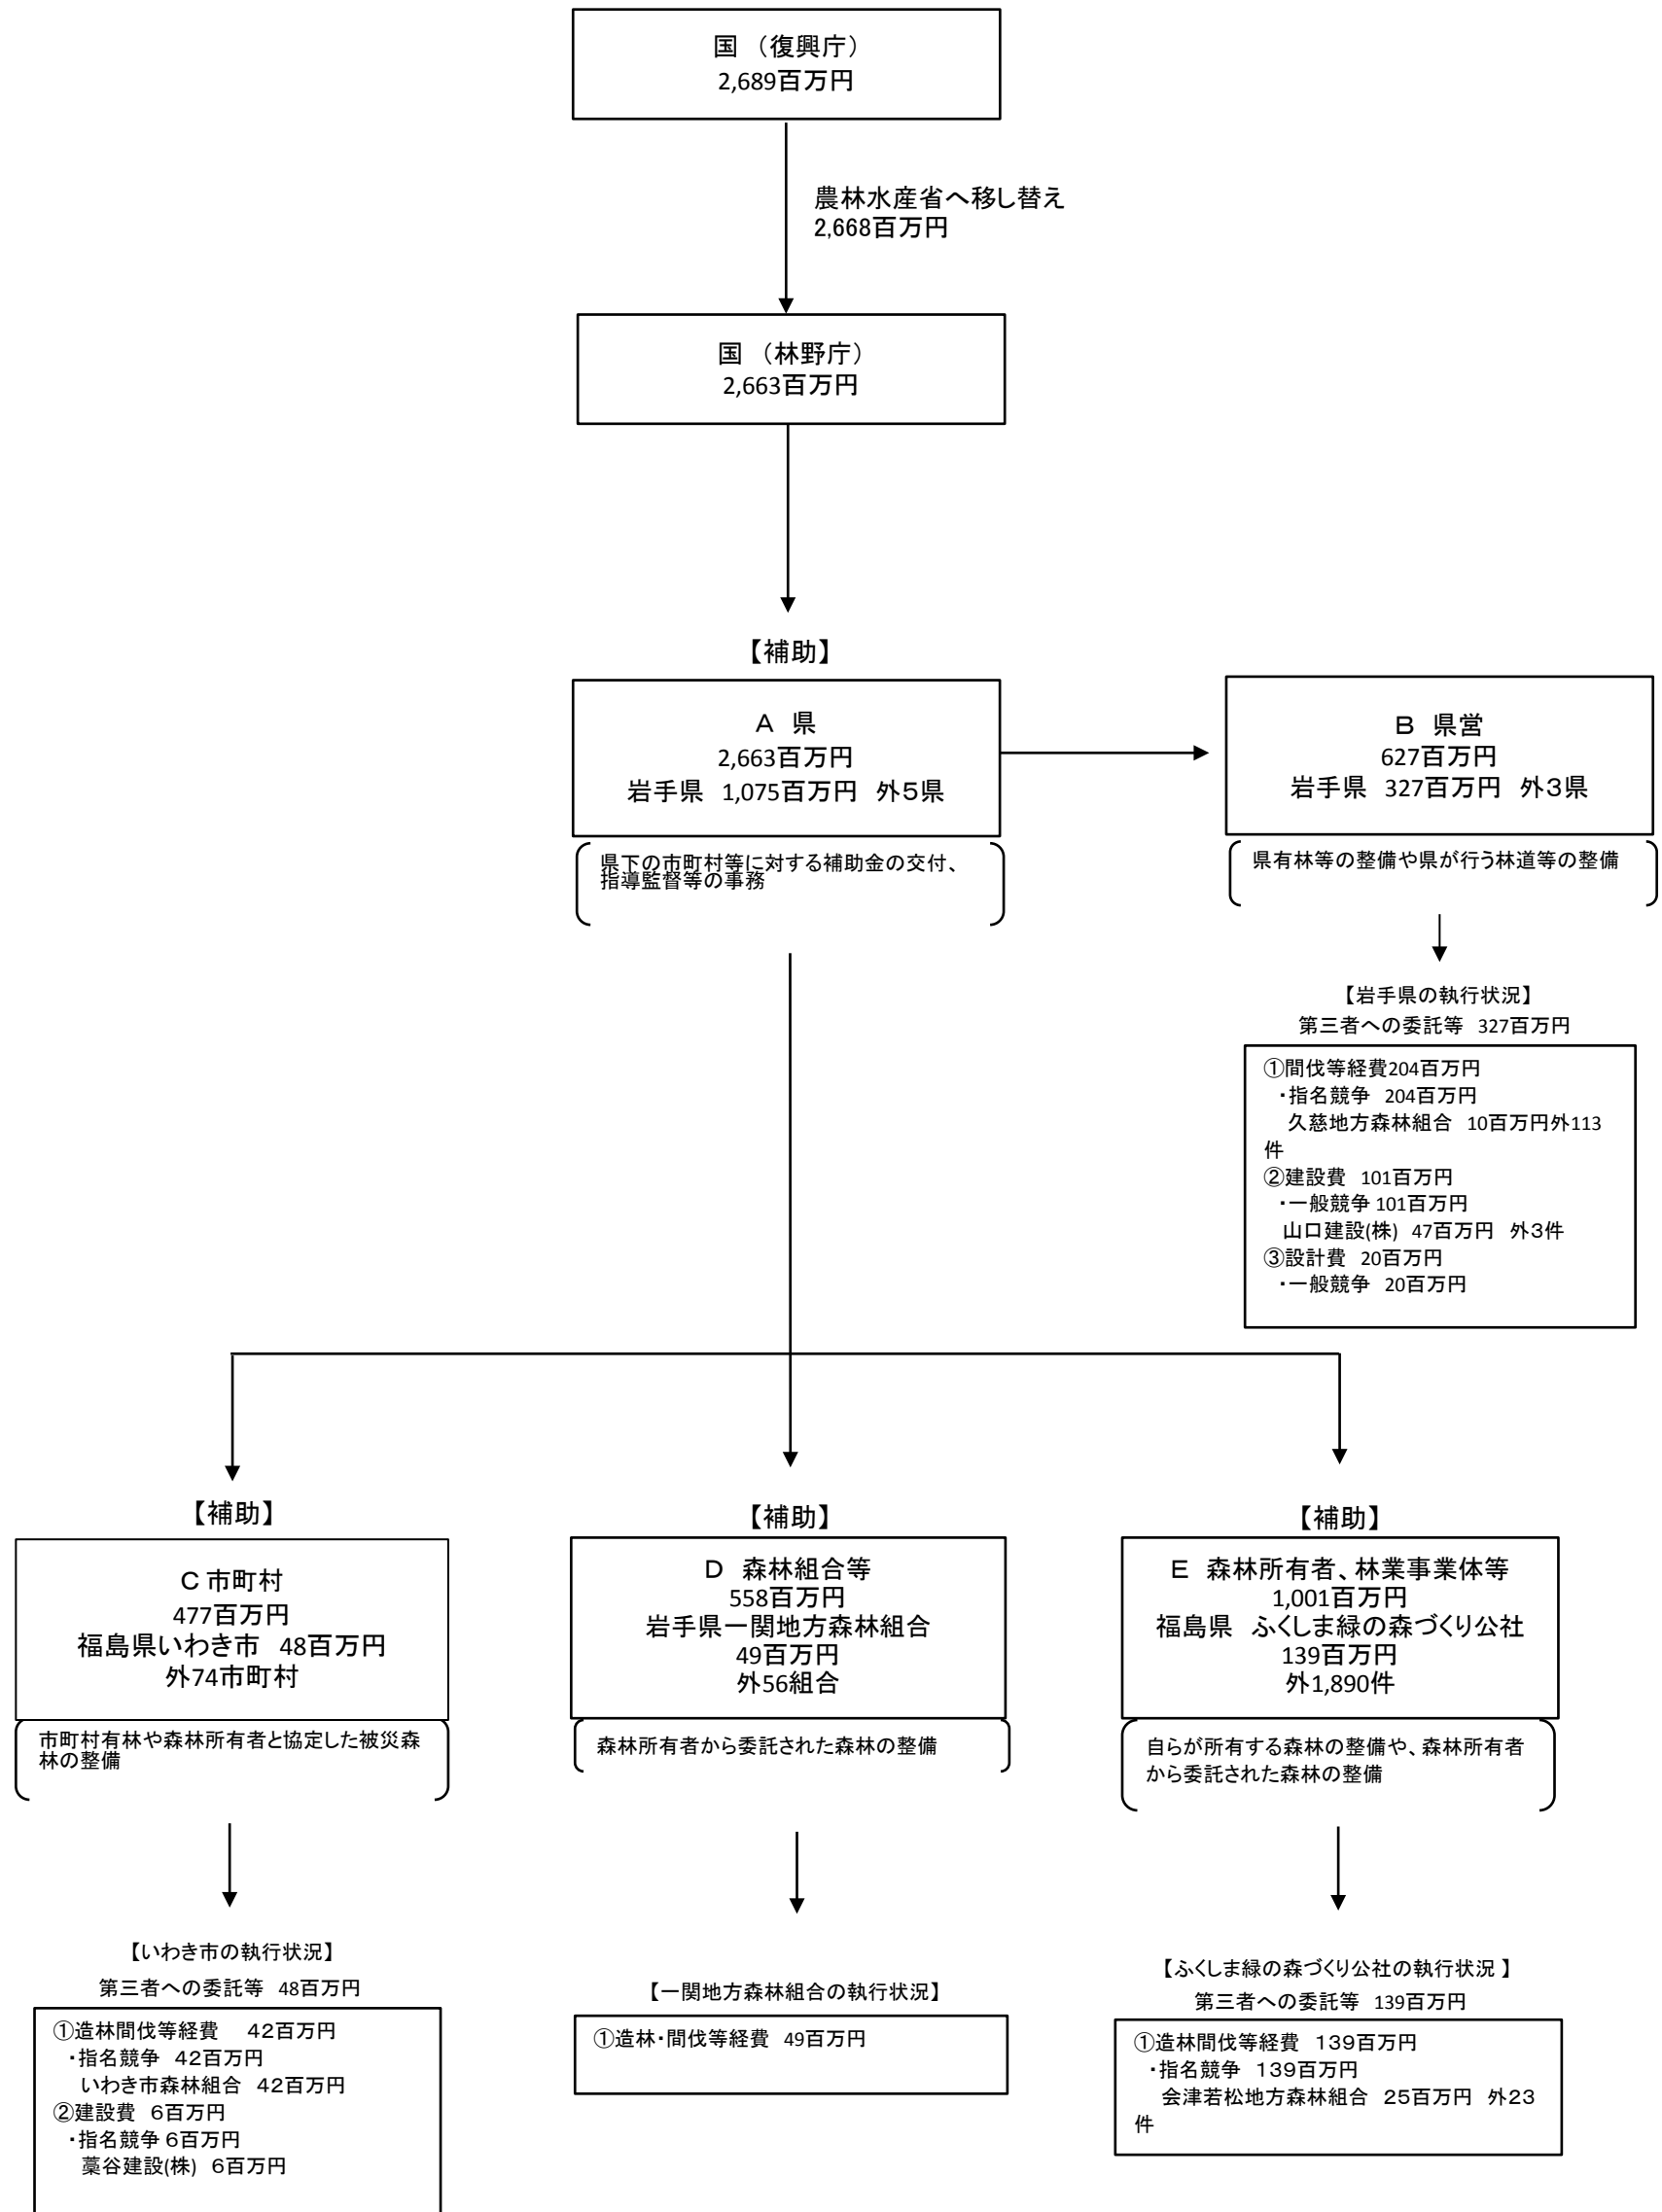 国 （復興庁）
2,689百万円
農林水産省へ移し替え
2,668百万円
国 （林野庁）
2,663百万円
【補助】
A 県
2,663百万円
岩手県 1,075百万円 外５県
県下の市町村等に対する補助金の交付、
指導監督等の事務
B 県営
627百万円
岩手県 327百万円 外３県
県有林等の整備や県が行う林道等の整備
【岩手県の執行状況】
第三者への委託等 327百万円
①間伐等経費204百万円
・指名競争 204百万円
久慈地方森林組合 10百万円外113
件
②建設費 101百万円
・一般競争 101百万円
山口建設(株) 47百万円 外３件
③設計費 20百万円
・一般競争 20百万円
【補助】
C 市町村
477百万円
福島県いわき市 48百万円
外74市町村
市町村有林や森林所有者と協定した被災森
林の整備
【いわき市の執行状況】
第三者への委託等 48百万円
①造林間伐等経費 ４２百万円
・指名競争 ４２百万円
いわき市森林組合 ４２百万円
②建設費 ６百万円
・指名競争 ６百万円
藁谷建設(株) ６百万円
【補助】
D 森林組合等
558百万円
岩手県一関地方森林組合
49百万円
外56組合
森林所有者から委託された森林の整備
【一関地方森林組合の執行状況】
①造林・間伐等経費 49百万円
【補助】
E 森林所有者、林業事業体等
1,001百万円
福島県 ふくしま緑の森づくり公社
139百万円
外1,890件
自らが所有する森林の整備や、森林所有者
から委託された森林の整備
【ふくしま緑の森づくり公社の執行状況 】
第三者への委託等 139百万円
①造林間伐等経費 １３９百万円
・指名競争 １３９百万円
会津若松地方森林組合 ２５百万円 外２３
件